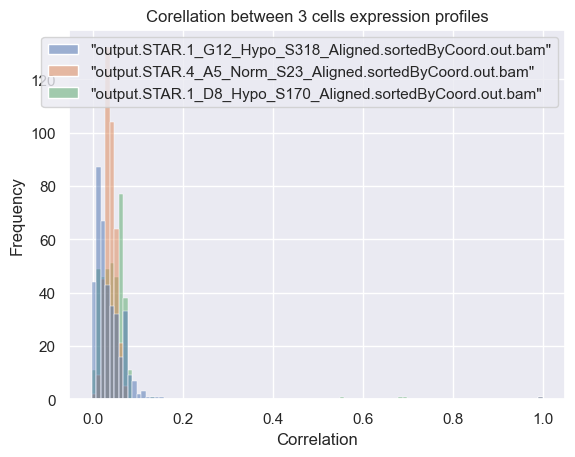 Corellation between 3 cells expression profiles
"output.STAR.1_G12_Hypo_S318_Aligned.sortedByCoord.out.bam"
"output.STAR.4_A5_Norm_S23_Aligned.sortedByCoord.out.bam"
"output.STAR.1_D8_Hypo_S170_Aligned.sortedByCoord.out.bam"
Frequency
120
100
80
60
40
20
0
0.0 0.2 0.4 0.6 0.8 1.0
Correlation